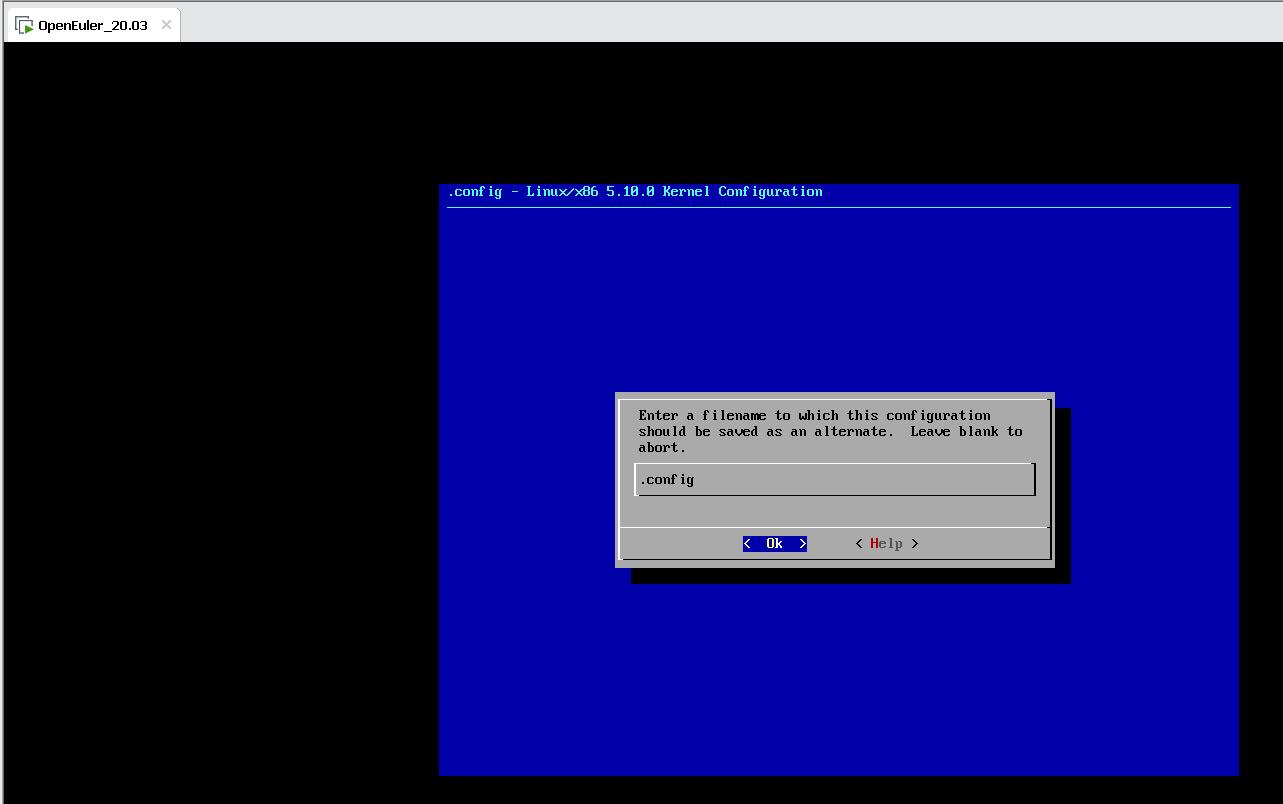 OpenEuler_20.03
.config - Linux/x86 5.10.0 Kernel Configuration
Enter a filename to which this configuration
should be saved as an alternate.  Leave blank to
abort.
.config
<  Ok  > < Help >